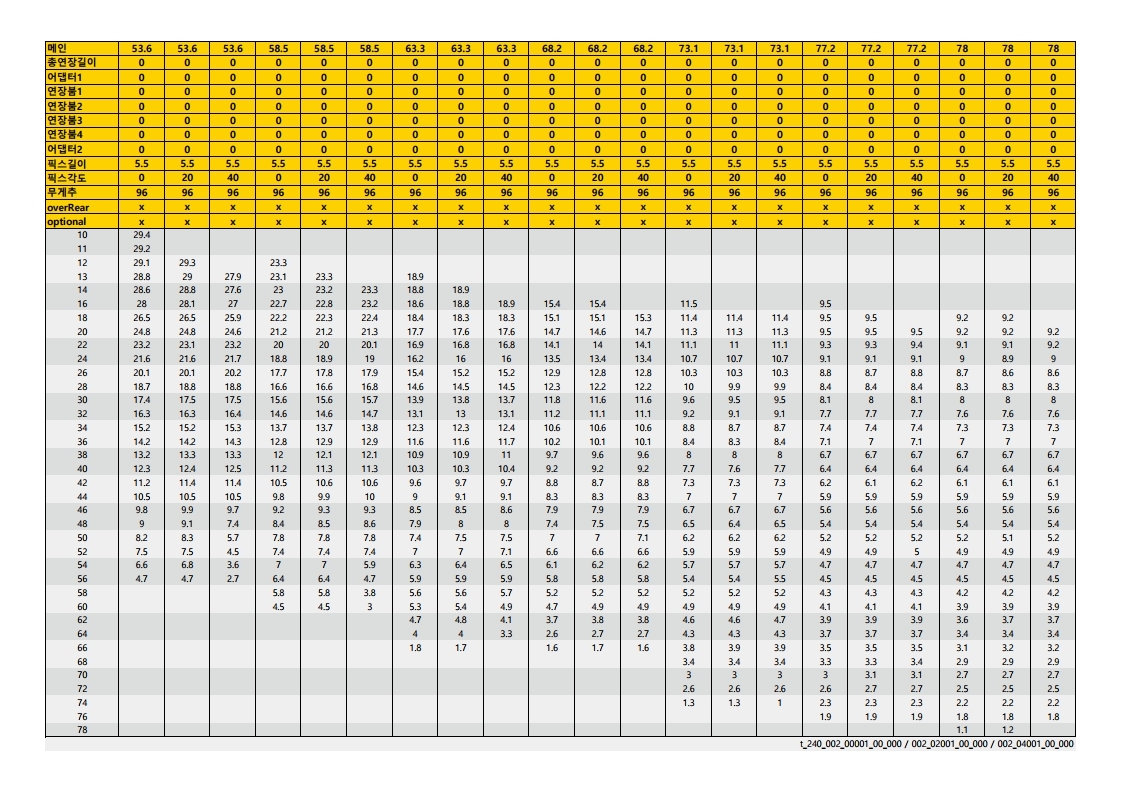 메인 53.6 53.6 53.6 58.5 58.5 58.5 63.3 63.3 63.3 68.2 68.2 68.2 73.1 73.1 73.1 77.2 77.2 77.2 78 78 78
총연장길이 0 0 0 0 0 0 0 0 0 0 0 0 0 0 0 0 0 0 0 0 0
어댑터1 0 0 0 0 0 0 0 0 0 0 0 0 0 0 0 0 0 0 0 0 0
연장붐1 0 0 0 0 0 0 0 0 0 0 0 0 0 0 0 0 0 0 0 0 0
연장붐2 0 0 0 0 0 0 0 0 0 0 0 0 0 0 0 0 0 0 0 0 0
연장붐3 0 0 0 0 0 0 0 0 0 0 0 0 0 0 0 0 0 0 0 0 0
연장붐4 0 0 0 0 0 0 0 0 0 0 0 0 0 0 0 0 0 0 0 0 0
어댑터2 0 0 0 0 0 0 0 0 0 0 0 0 0 0 0 0 0 0 0 0 0
픽스길이 5.5 5.5 5.5 5.5 5.5 5.5 5.5 5.5 5.5 5.5 5.5 5.5 5.5 5.5 5.5 5.5 5.5 5.5 5.5 5.5 5.5
픽스각도 0 20 40 0 20 40 0 20 40 0 20 40 0 20 40 0 20 40 0 20 40
무게추 96 96 96 96 96 96 96 96 96 96 96 96 96 96 96 96 96 96 96 96 96
overRear x x x x x x x x x x x x x x x x x x x x x
optional x x x x x x x x x x x x x x x x x x x x x
10 29.4
11 29.2
12 29.1 29.3 23.3
13 28.8 29 27.9 23.1 23.3 18.9
14 28.6 28.8 27.6 23 23.2 23.3 18.8 18.9
16 28 28.1 27 22.7 22.8 23.2 18.6 18.8 18.9 15.4 15.4 11.5 9.5
18 26.5 26.5 25.9 22.2 22.3 22.4 18.4 18.3 18.3 15.1 15.1 15.3 11.4 11.4 11.4 9.5 9.5 9.2 9.2
20 24.8 24.8 24.6 21.2 21.2 21.3 17.7 17.6 17.6 14.7 14.6 14.7 11.3 11.3 11.3 9.5 9.5 9.5 9.2 9.2 9.2
22 23.2 23.1 23.2 20 20 20.1 16.9 16.8 16.8 14.1 14 14.1 11.1 11 11.1 9.3 9.3 9.4 9.1 9.1 9.2
24 21.6 21.6 21.7 18.8 18.9 19 16.2 16 16 13.5 13.4 13.4 10.7 10.7 10.7 9.1 9.1 9.1 9 8.9 9
26 20.1 20.1 20.2 17.7 17.8 17.9 15.4 15.2 15.2 12.9 12.8 12.8 10.3 10.3 10.3 8.8 8.7 8.8 8.7 8.7 8.6
28 18.7 18.8 18.8 16.6 16.6 16.8 14.6 14.5 14.5 12.3 12.2 12.2 10 9.9 9.9 8.4 8.4 8.4 8.3 8.3 8.3
30 17.4 17.5 17.5 15.6 15.6 15.7 13.9 13.8 13.7 11.8 11.6 11.6 9.6 9.5 9.5 8.1 8 8.1 8 8 8
32 16.3 16.3 16.4 14.6 14.6 14.7 13.1 13 13.1 11.2 11.1 11.1 9.2 9.1 9.1 7.7 7.7 7.7 7.6 7.6 7.6
34 15.2 15.2 15.3 13.7 13.7 13.8 12.3 12.3 12.4 10.6 10.6 10.6 8.8 8.7 8.7 7.4 7.4 7.4 7.3 7.3 7.3
36 14.2 14.2 14.3 12.8 12.9 12.9 11.6 11.6 11.7 10.2 10.1 10.1 8.4 8.3 8.4 7.1 7 7.1 7 7 7
38 13.2 13.3 13.3 12 12.1 12.1 10.9 10.9 11 9.7 9.6 9.6 8 8 8 6.7 6.7 6.7 6.7 6.7 6.7
40 12.3 12.4 12.5 11.2 11.3 11.3 10.3 10.3 10.4 9.2 9.2 9.2 7.7 7.6 7.7 6.4 6.4 6.4 6.4 6.4 6.4
42 11.2 11.4 11.4 10.5 10.6 10.6 9.6 9.7 9.7 8.8 8.7 8.8 7.3 7.3 7.3 6.2 6.1 6.2 6.1 6.1 6.1
44 10.5 10.5 10.5 9.8 9.9 10 9 9.1 9.1 8.3 8.3 8.3 7 7 7 5.9 5.9 5.9 5.9 5.9 5.9
46 9.8 9.9 9.7 9.2 9.3 9.3 8.5 8.5 8.6 7.9 7.9 7.9 6.7 6.7 6.7 5.6 5.6 5.6 5.6 5.6 5.6
48 9 9.1 7.4 8.4 8.5 8.6 7.9 8 8 7.4 7.5 7.5 6.5 6.4 6.5 5.4 5.4 5.4 5.4 5.4 5.4
50 8.2 8.3 5.7 7.8 7.8 7.8 7.4 7.5 7.5 7 7 7.1 6.2 6.2 6.2 5.2 5.2 5.2 5.2 5.1 5.2
52 7.5 7.5 4.5 7.4 7.4 7.4 7 7 7.1 6.6 6.6 6.6 5.9 5.9 5.9 4.9 4.9 5 4.9 4.9 4.9
54 6.6 6.8 3.6 7 7 5.9 6.3 6.4 6.5 6.1 6.2 6.2 5.7 5.7 5.7 4.7 4.7 4.7 4.7 4.7 4.7
56 4.7 4.7 2.7 6.4 6.4 4.7 5.9 5.9 5.9 5.8 5.8 5.8 5.4 5.4 5.5 4.5 4.5 4.5 4.5 4.5 4.5
58 5.8 5.8 3.8 5.6 5.6 5.7 5.2 5.2 5.2 5.2 5.2 5.2 4.3 4.3 4.3 4.2 4.2 4.2
60 4.5 4.5 3 5.3 5.4 4.9 4.7 4.9 4.9 4.9 4.9 4.9 4.1 4.1 4.1 3.9 3.9 3.9
62 4.7 4.8 4.1 3.7 3.8 3.8 4.6 4.6 4.7 3.9 3.9 3.9 3.6 3.7 3.7
64 4 4 3.3 2.6 2.7 2.7 4.3 4.3 4.3 3.7 3.7 3.7 3.4 3.4 3.4
66 1.8 1.7 1.6 1.7 1.6 3.8 3.9 3.9 3.5 3.5 3.5 3.1 3.2 3.2
68 3.4 3.4 3.4 3.3 3.3 3.4 2.9 2.9 2.9
70 3 3 3 3 3.1 3.1 2.7 2.7 2.7
72 2.6 2.6 2.6 2.6 2.7 2.7 2.5 2.5 2.5
74 1.3 1.3 1 2.3 2.3 2.3 2.2 2.2 2.2
76 1.9 1.9 1.9 1.8 1.8 1.8
78 1.1 1.2
t_240_002_00001_00_000 / 002_02001_00_000 / 002_04001_00_000